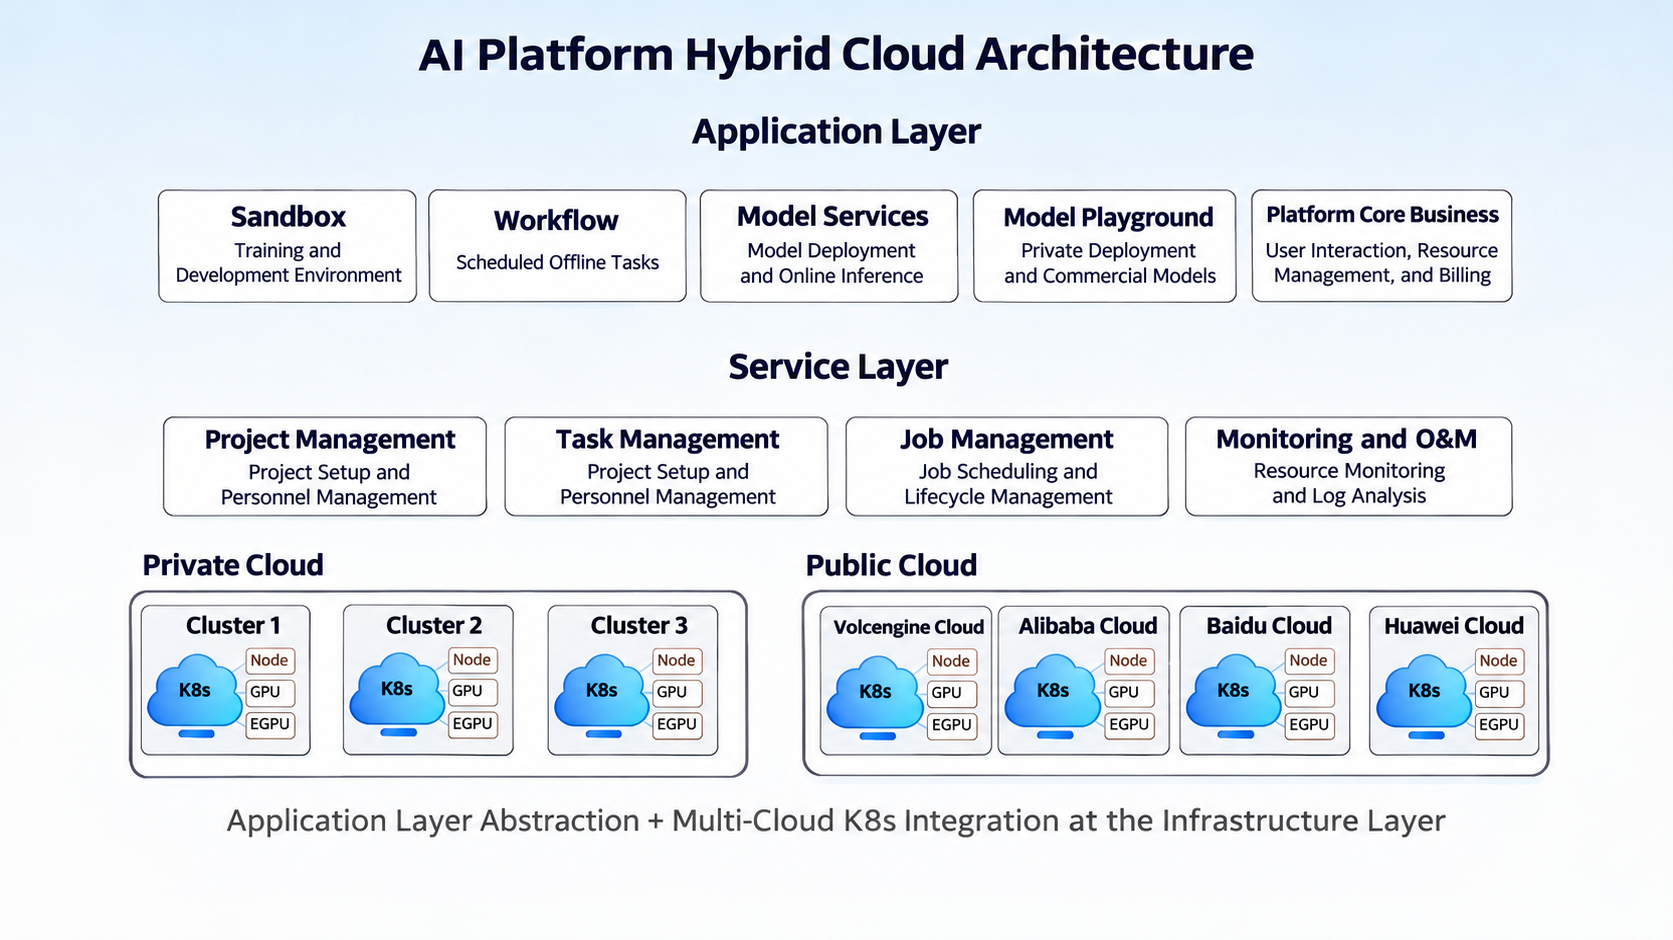 AI Platform Hybrid Cloud Architecture
Application Layer
Sandbox
Training and
Development Environment
Workflow
Scheduled Offline Tasks
Model Services
Model Deployment
and Online Inference
Model Playground
Private Deployment
and Commercial Models
Platform Core Business
User Interaction, Resource
Management, and Billing
Service Layer
Project Management
Project Setup and
Personnel Management
Task Management
Project Setup and
Personnel Management
Job Management
Job Scheduling and
Lifecycle Management
Monitoring and O&M
Resource Monitoring
and Log Analysis
Private Cloud
Cluster 1
K8s
Node
GPU
EGPU
Cluster 2
K8s
Node
GPU
EGPU
Cluster 3
K8s
Node
GPU
EGPU
Public Cloud
Volcengine Cloud
K8s
Node
GPU
EGPU
Alibaba Cloud
K8s
Node
GPU
EGPU
Baidu Cloud
K8s
Node
GPU
EGPU
Huawei Cloud
K8s
Node
GPU
EGPU
Application Layer Abstraction + Multi-Cloud K8s Integration at the Infrastructure Layer